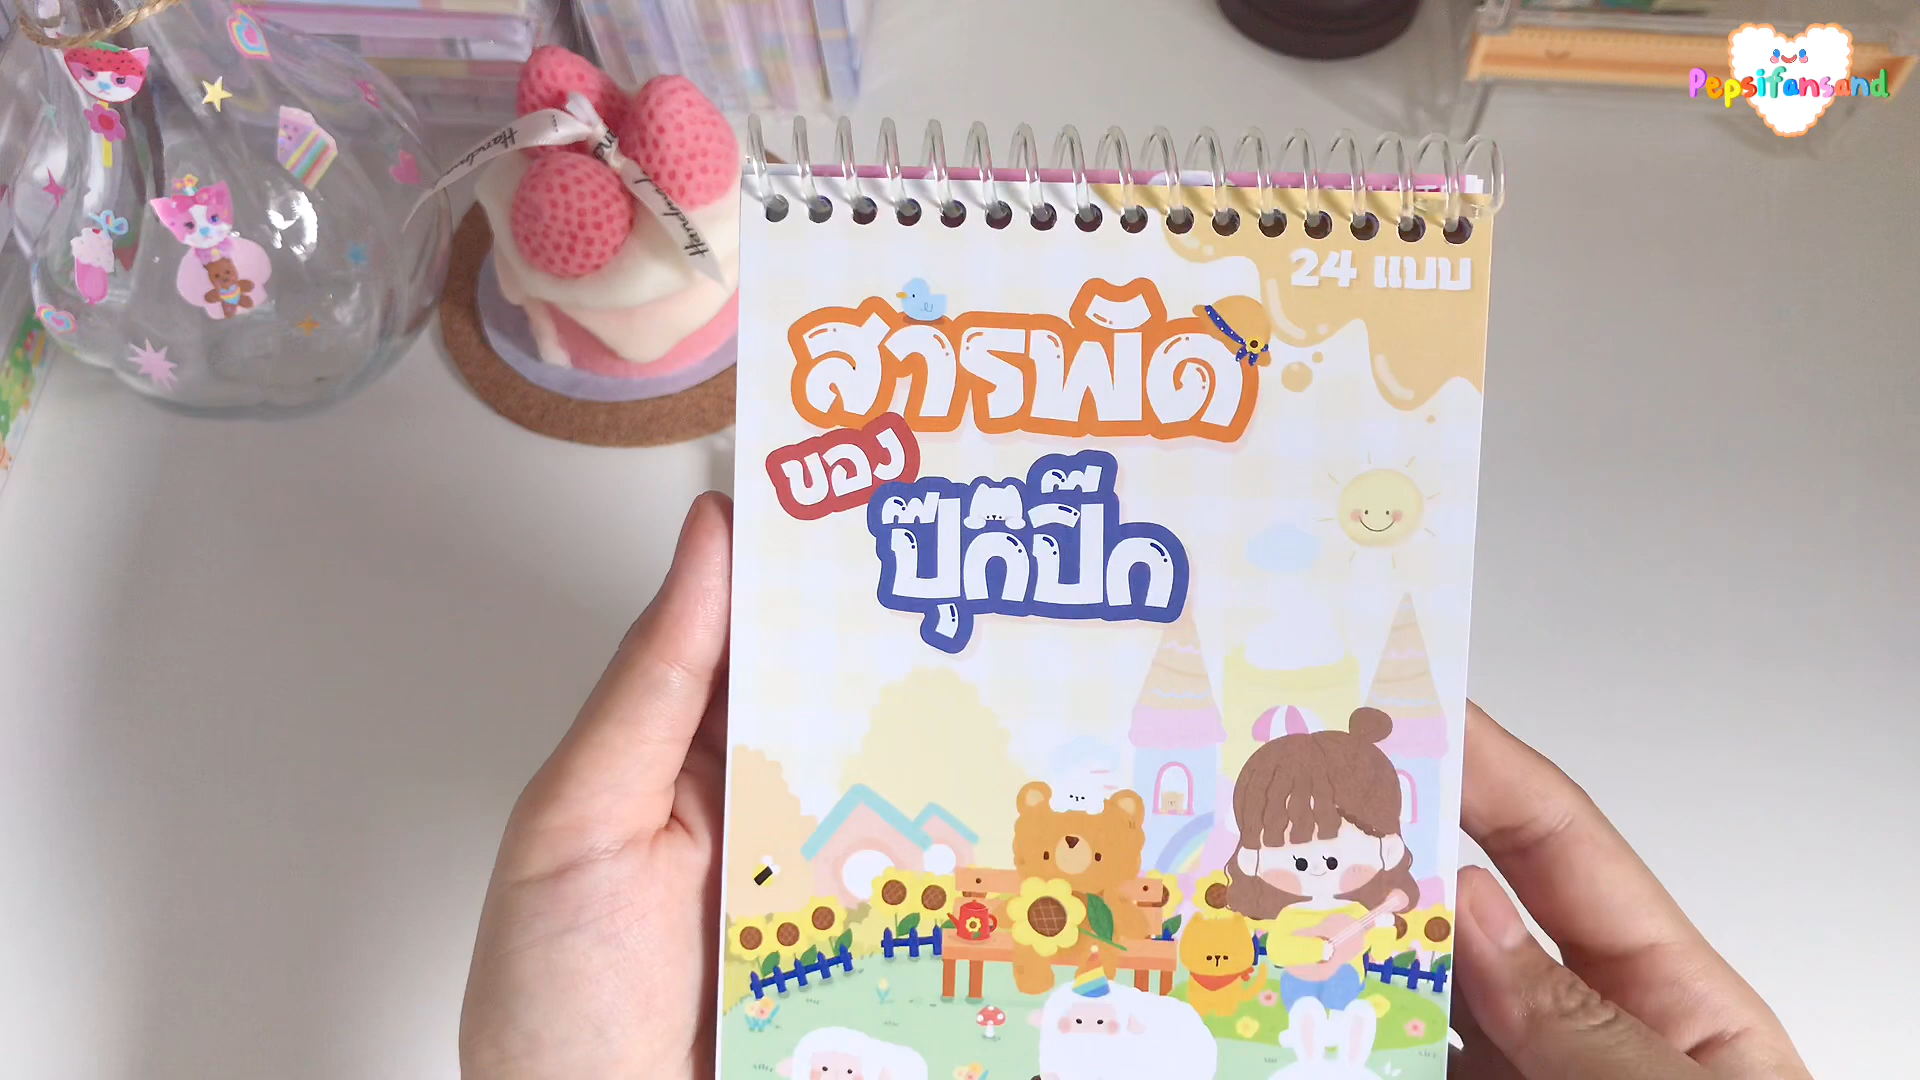 Pepsifansand
24 แบบ
สารพัด
ของ
ปุ๊กปิ๊ก